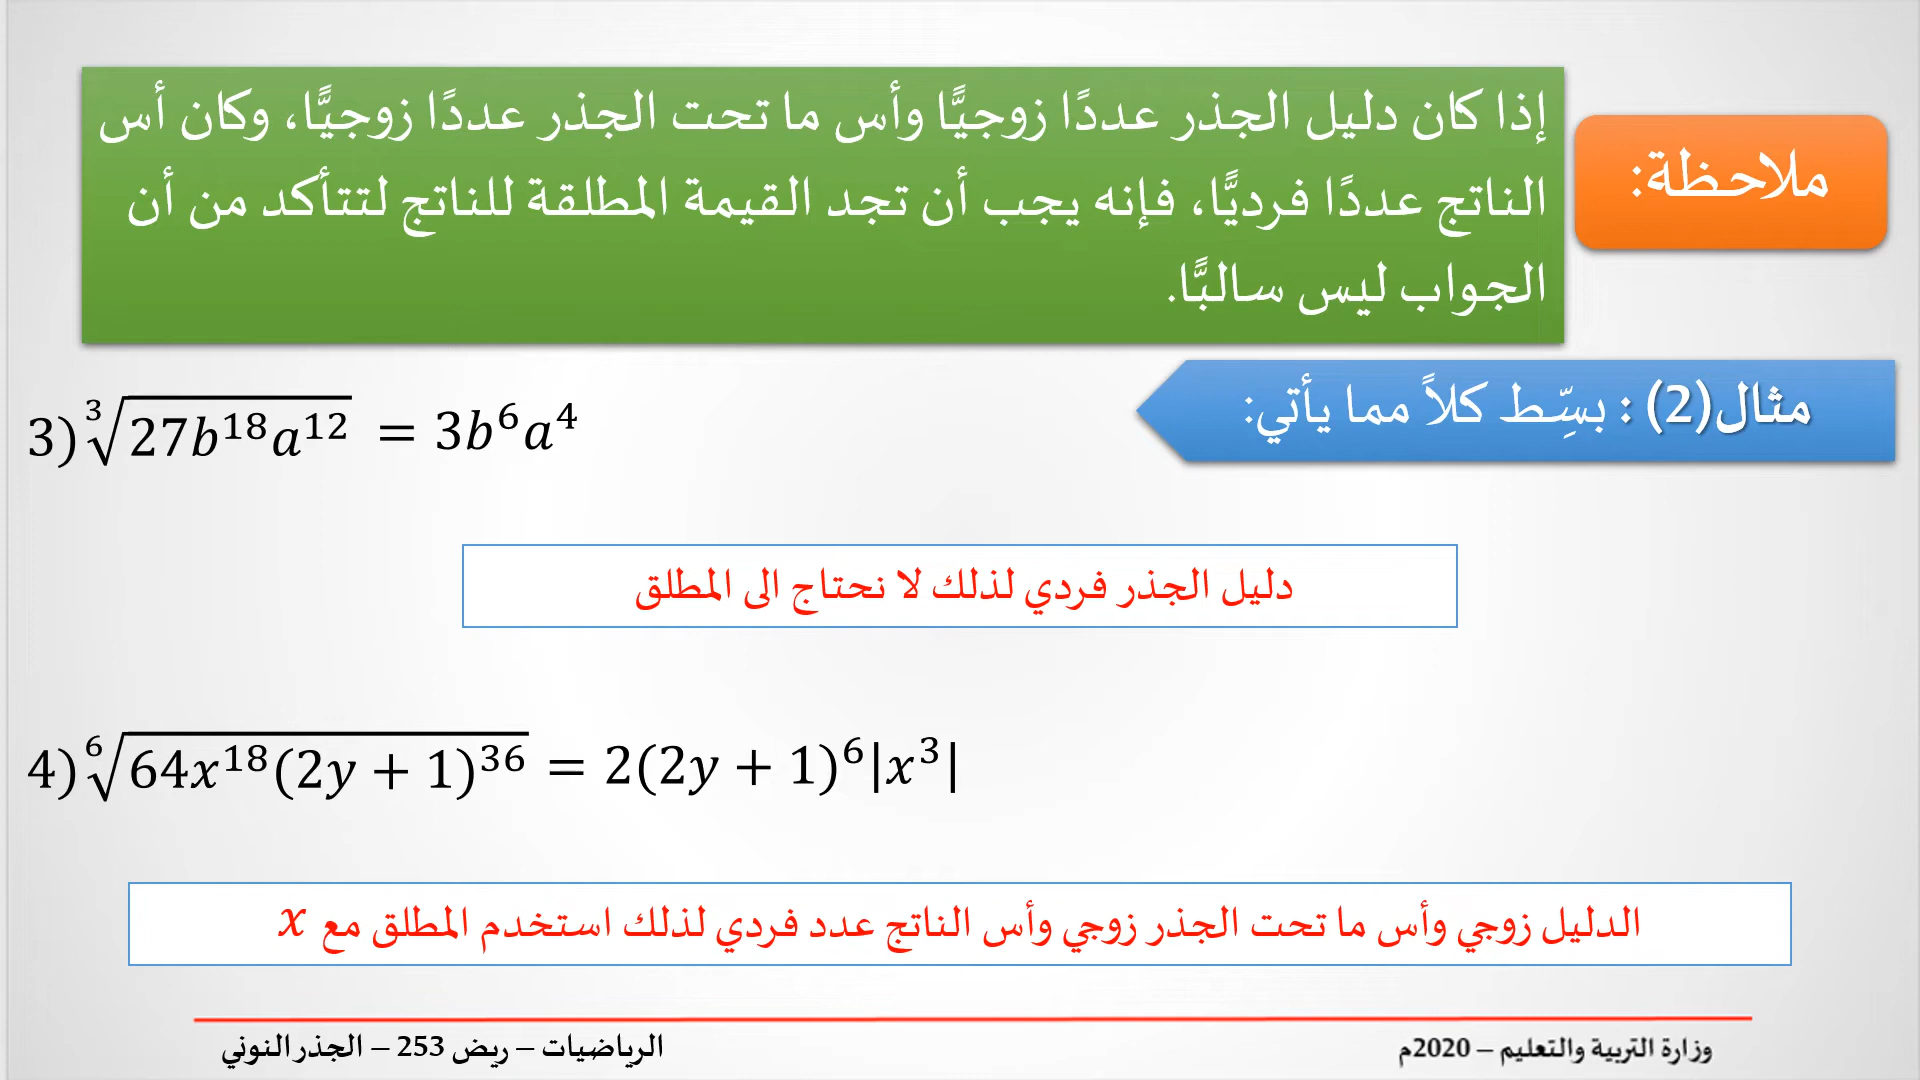 ملاحظة:
إذا كان دليل الجذر عددًا زوجيًّا وأس ما تحت الجذر عددًا زوجيًّا، وكان أس
الناتج عددًا فرديًّا، فإنه يجب أن تجد القيمة المطلقة للناتج لتتأكد من أن
الجواب ليس سالبًّا.
مثال(2) : بسِّط كلاً مما يأتي:
3) ∛(27b¹⁸a¹²) = 3b⁶a⁴
دليل الجذر فردي لذلك لا نحتاج الى المطلق
4) ⁶√(64x¹⁸(2y + 1)³⁶) = 2(2y + 1)⁶|x³|
الدليل زوجي وأس ما تحت الجذر زوجي وأس الناتج عدد فردي لذلك استخدم المطلق مع x
وزارة التربية والتعليم – 2020م
الرياضيات – ريض 253 – الجذر النوني